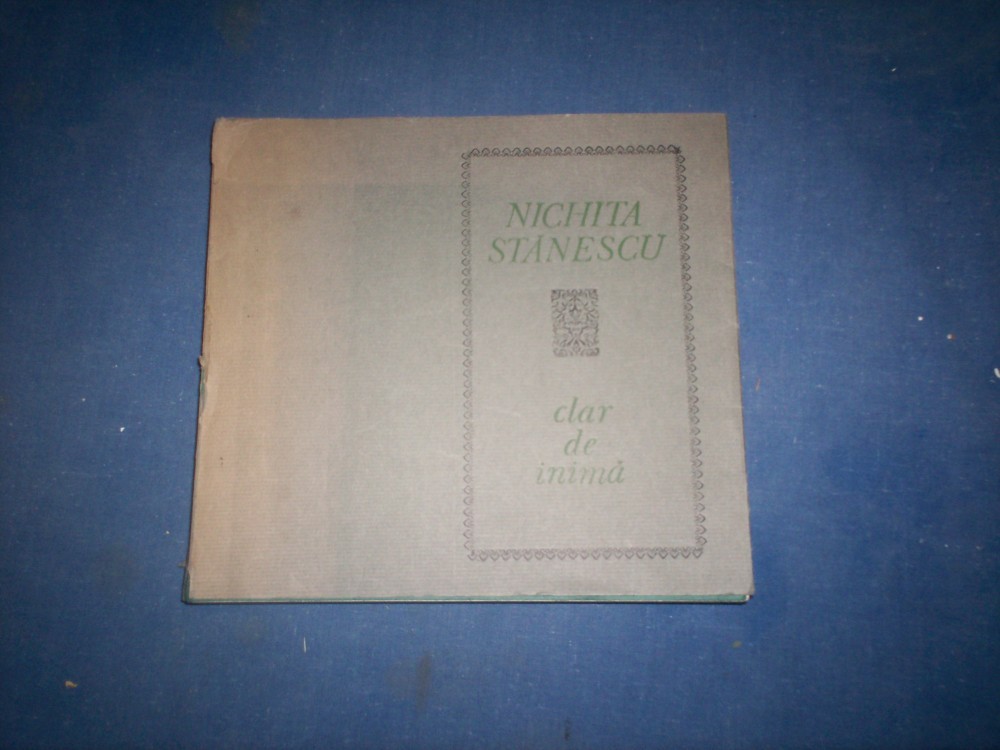 NICHITA
STĂNESCU
clar
de
inimă